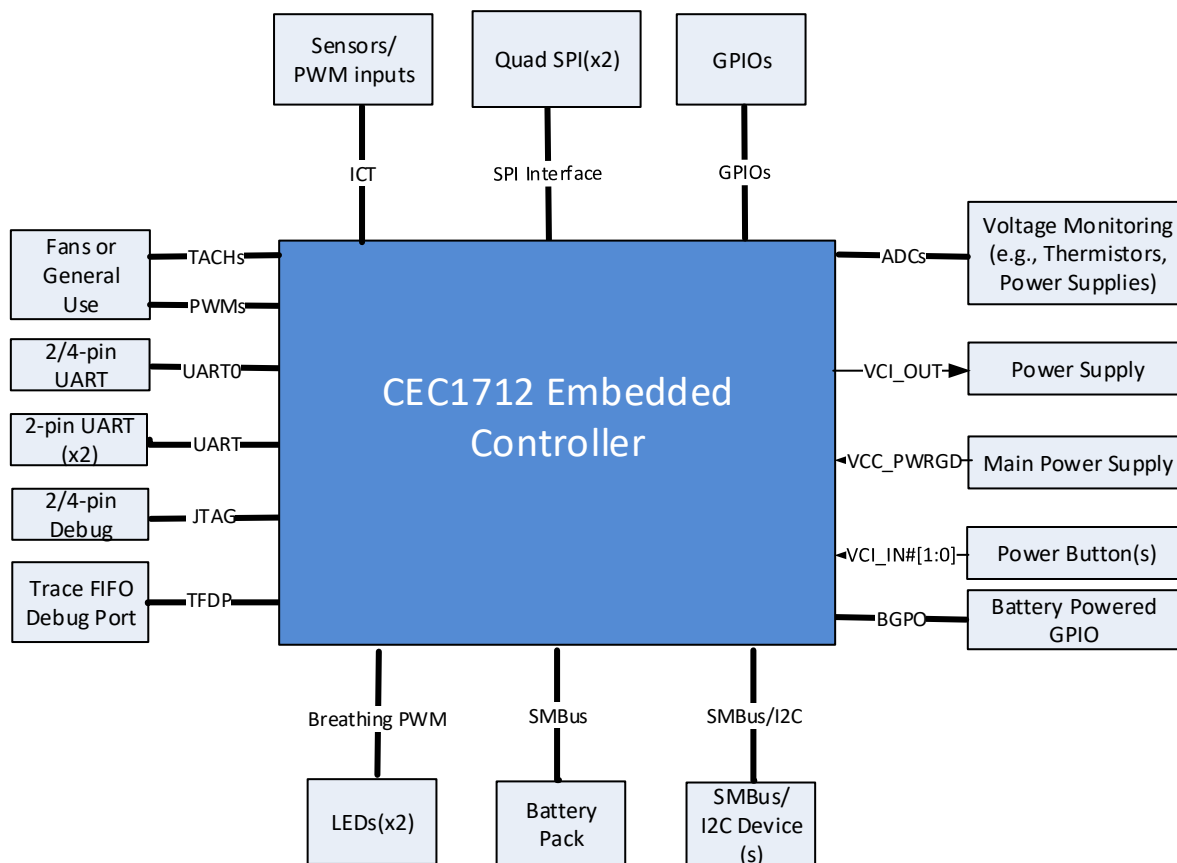 Sensors/
PWM inputs
Quad SPI(x2)
GPIOs
ICT
SPI Interface
GPIOs
Fans or
General
Use
TACHs
PWMs
2/4-pin
UART
UART0
2-pin UART
(x2)
UART
2/4-pin
Debug
JTAG
Trace FIFO
Debug Port
TFDP
CEC1712 Embedded
Controller
ADCs
Voltage Monitoring
(e.g., Thermistors,
Power Supplies)
VCI_OUT
Power Supply
VCC_PWRGD
Main Power Supply
VCI_IN#[1:0]
Power Button(s)
BGPO
Battery Powered
GPIO
Breathing PWM
SMBus
SMBus/I2C
LEDs(x2)
Battery
Pack
SMBus/
I2C Device
(s)